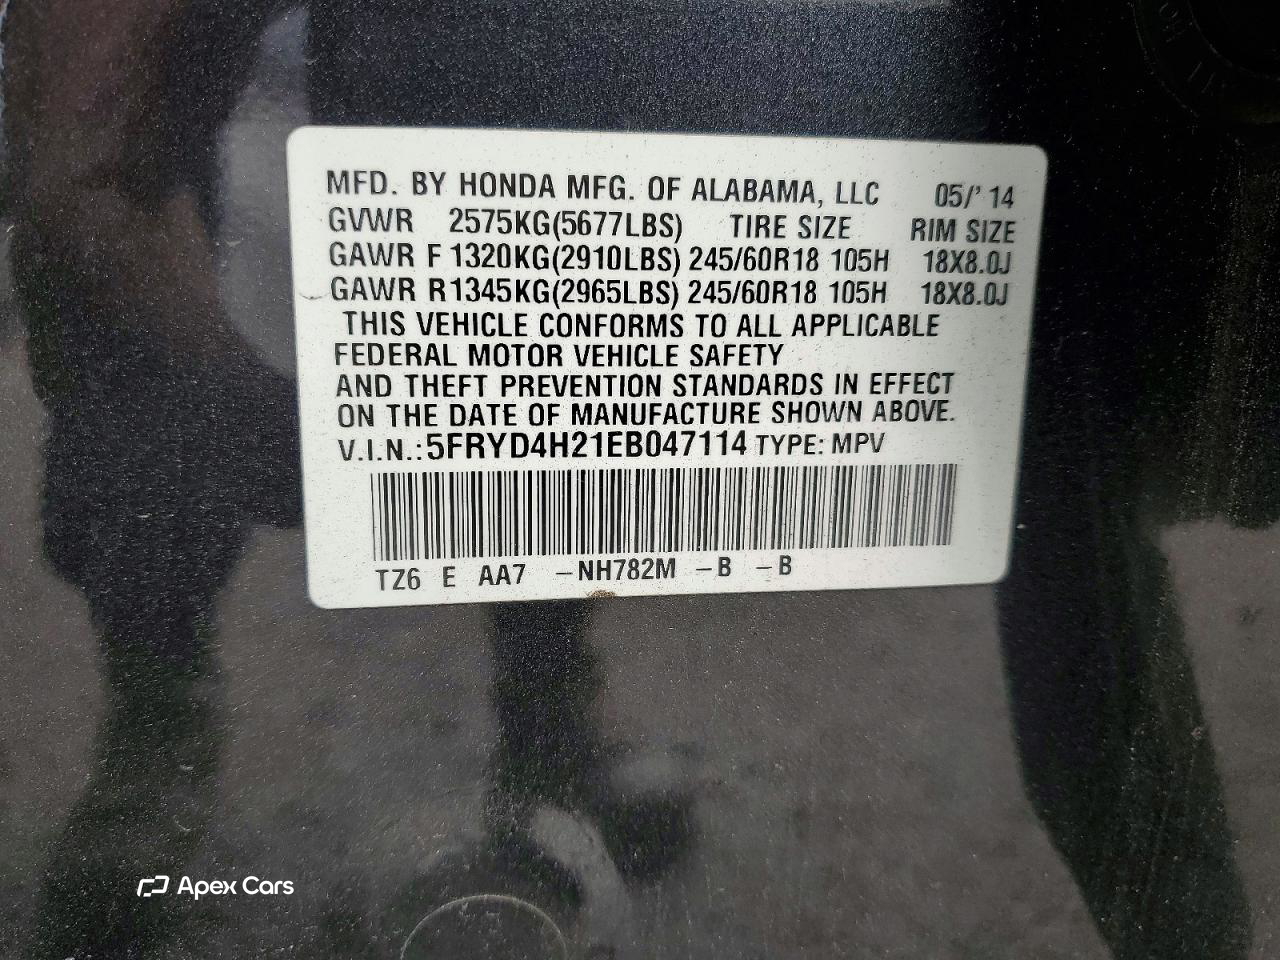 MFD. BY HONDA MFG. OF ALABAMA, LLC 05/'14
GVWR 2575KG(5677LBS) TIRE SIZE RIM SIZE
GAWR F 1320KG(2910LBS) 245/60R18 105H 18X8.0J
GAWR R 1345KG(2965LBS) 245/60R18 105H 18X8.0J
THIS VEHICLE CONFORMS TO ALL APPLICABLE
FEDERAL MOTOR VEHICLE SAFETY
AND THEFT PREVENTION STANDARDS IN EFFECT
ON THE DATE OF MANUFACTURE SHOWN ABOVE.
V.I.N.:5FRYD4H21EB047114 TYPE: MPV
TZ6 E AA7 -NH782M -B -B
Apex Cars